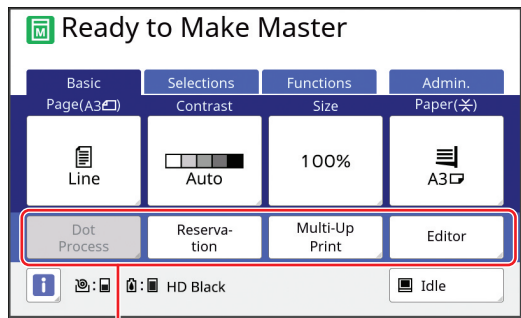 Ready to Make Master
Basic Selections Functions Admin.
Page(A3) Contrast Size Paper(⚹)
Line Auto 100% A3
Dot Process Reserva-tion Multi-Up Print Editor
i : : HD Black Idle